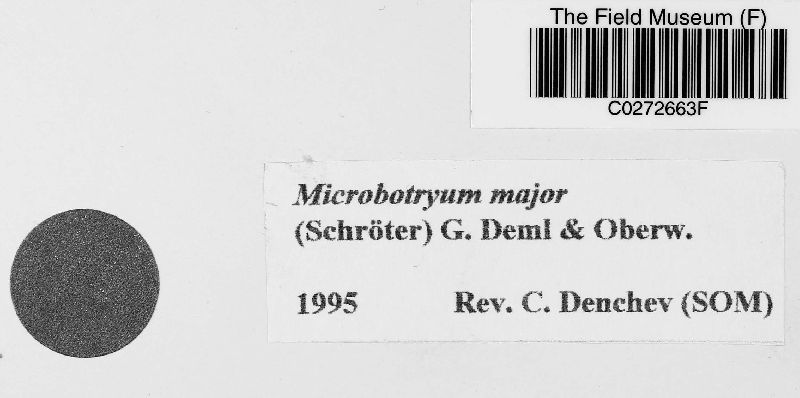 The Field Museum (F)
C0272663F
Microbotryum major
(Schröter) G. Deml & Oberw.
1995 Rev. C. Denchev (SOM)